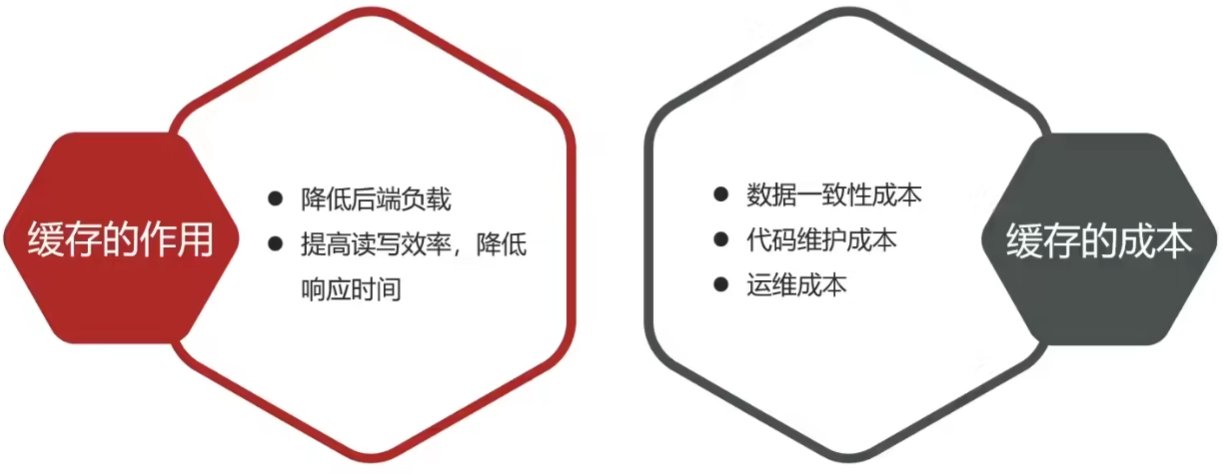 缓存的作用
降低后端负载
提高读写效率，降低
响应时间
数据一致性成本
代码维护成本
运维成本
缓存的成本